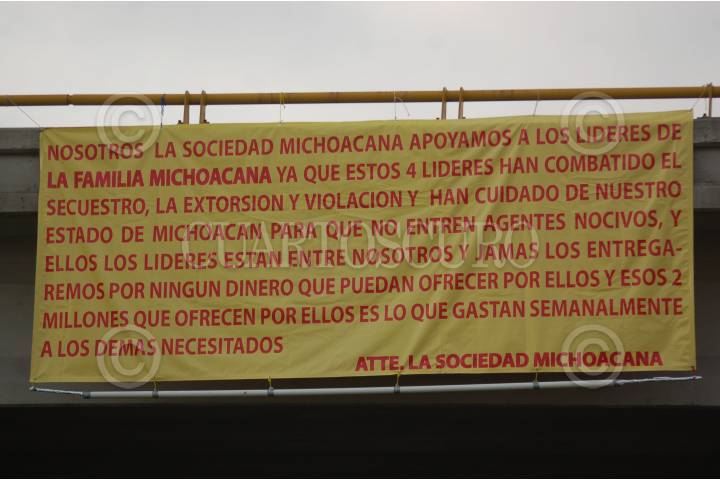 NOSOTROS LA SOCIEDAD MICHOACANA APOYAMOS A LOS LIDERES DE
LA FAMILIA MICHOACANA YA QUE ESTOS 4 LIDERES HAN COMBATIDO EL
SECUESTRO, LA EXTORSION Y VIOLACION Y HAN CUIDADO DE NUESTRO
ESTADO DE MICHOACAN PARA QUE NO ENTREN AGENTES NOCIVOS, Y
ELLOS LOS LIDERES ESTAN ENTRE NOSOTROS Y JAMAS LOS ENTREGA-
REMOS POR NINGUN DINERO QUE PUEDAN OFRECER POR ELLOS Y ESOS 2
MILLONES QUE OFRECEN POR ELLOS ES LO QUE GASTAN SEMANALMENTE
A LOS DEMAS NECESITADOS
ATTE. LA SOCIEDAD MICHOACANA
© CUARTOSCURO ©